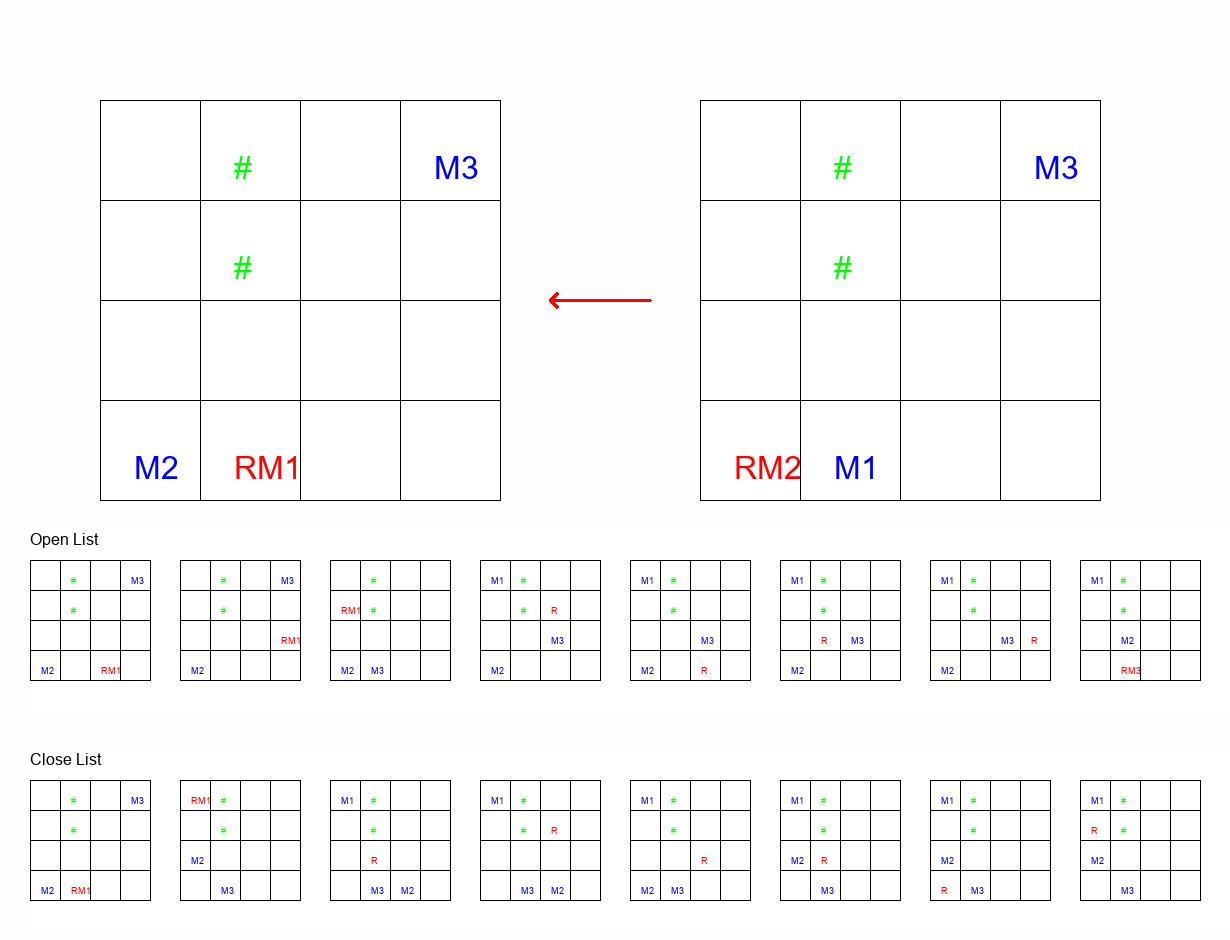 # M3 # M3
# #
M2 RM1 RM2 M1
Open List
# M3 # M3 # M1 # M1 # M1 # M1 # M1 #
# # RM1 # # R # # # #
RM1 M3 M3 R M3 M3 R M2
M2 RM1 M2 M2 M3 M2 M2 R M2 M2 RM3
Close List
# M3 RM1 # M1 # M1 # M1 # M1 # M1 # M1 #
# # # # R # # # R #
M2 R R M2 R M2 M2
M2 RM1 M3 M3 M2 M3 M2 M2 M3 M3 R M3 M3